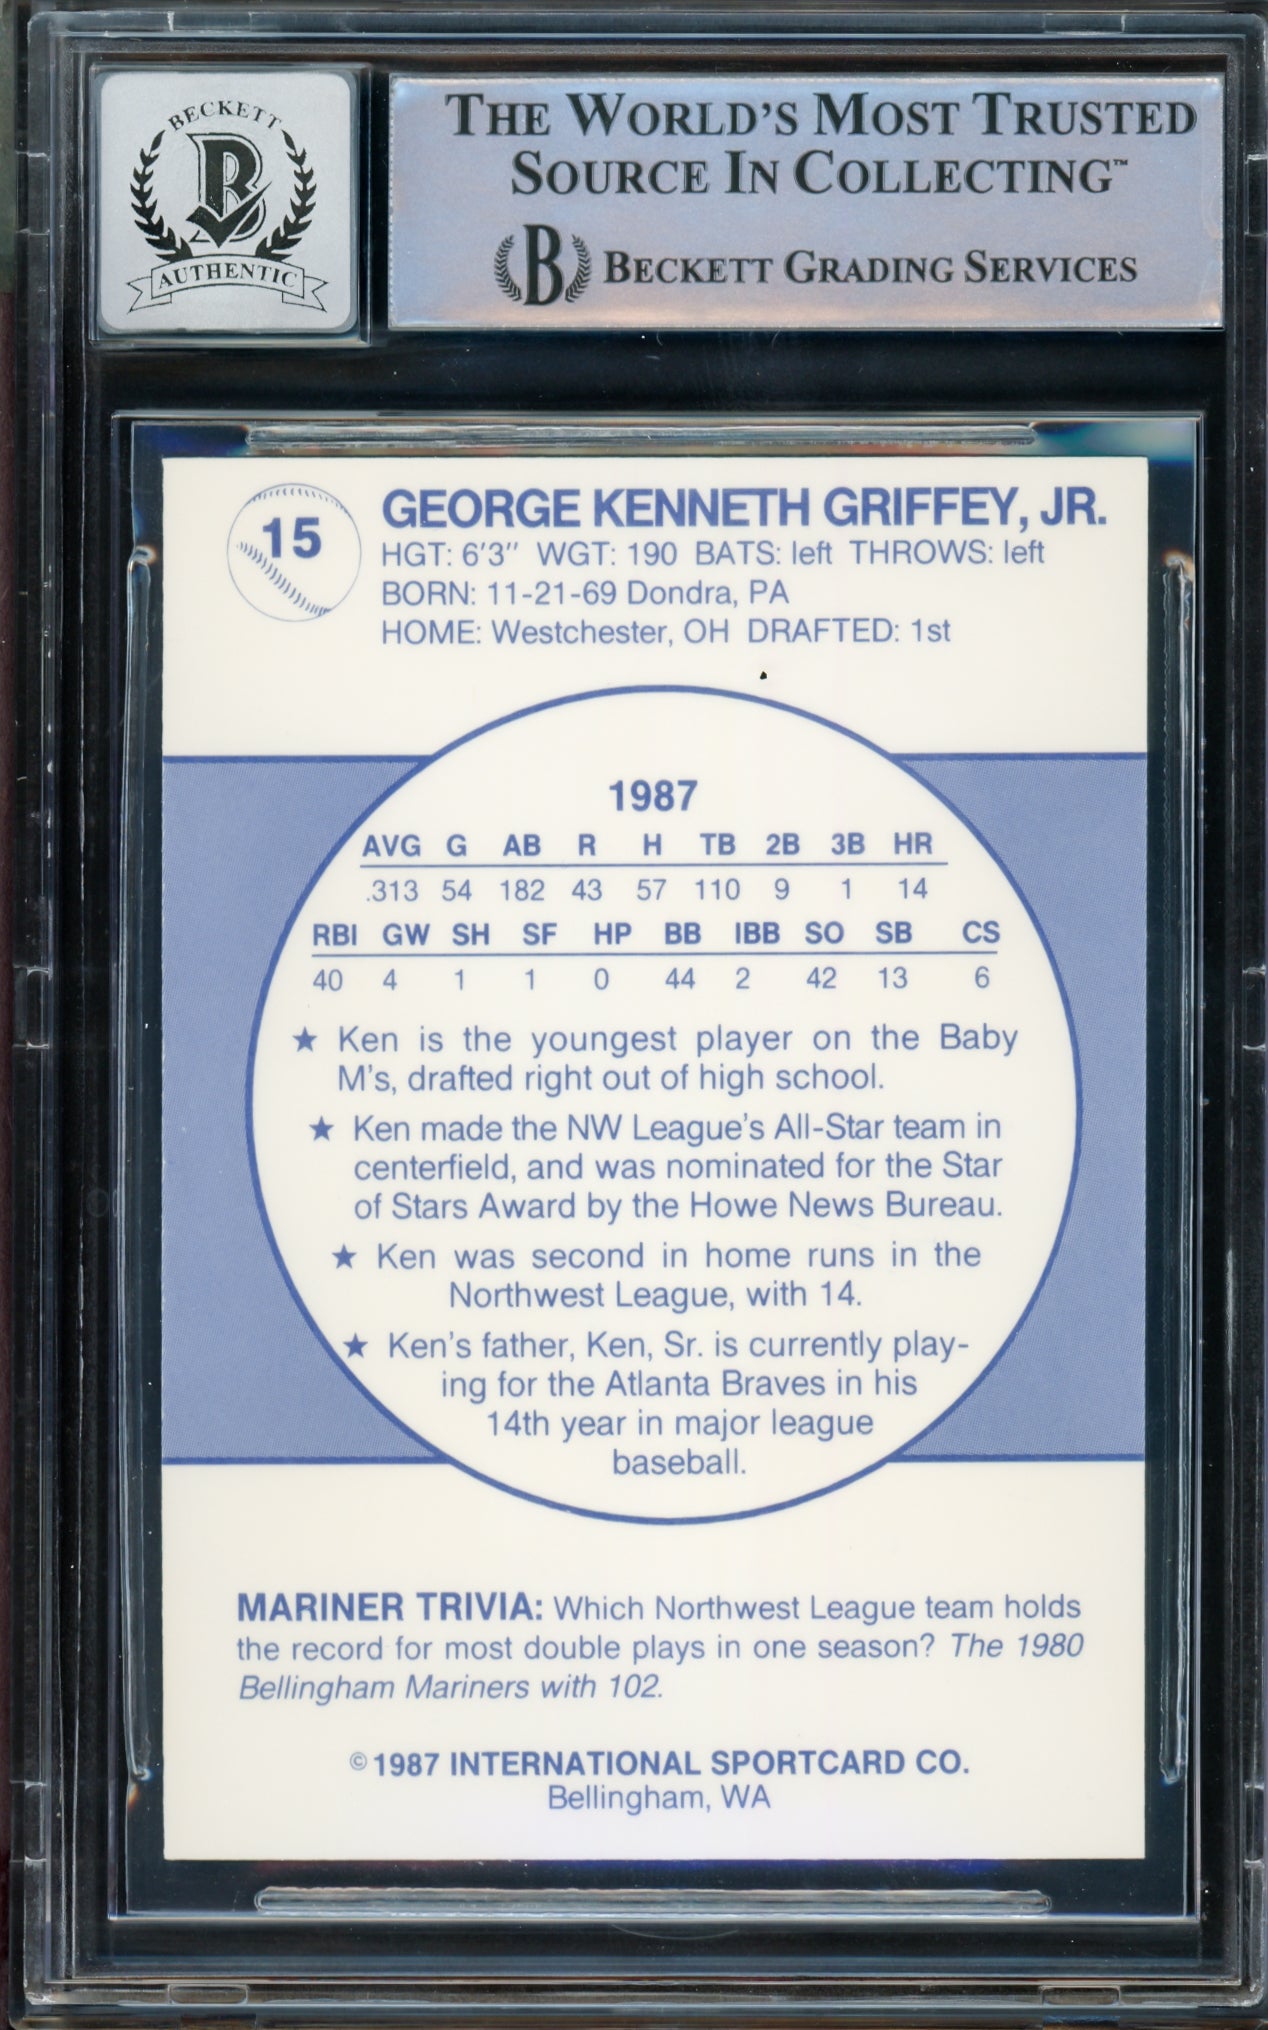 BECKETT
B
AUTHENTIC
THE WORLD'S MOST TRUSTED
SOURCE IN COLLECTING™
B BECKETT GRADING SERVICES
15
GEORGE KENNETH GRIFFEY, JR.
HGT: 6'3" WGT: 190 BATS: left THROWS: left
BORN: 11-21-69 Dondra, PA
HOME: Westchester, OH DRAFTED: 1st
1987
AVG G AB R H TB 2B 3B HR
.313 54 182 43 57 110 9 1 14
RBI GW SH SF HP BB IBB SO SB CS
40 4 1 1 0 44 2 42 13 6
★ Ken is the youngest player on the Baby
M's, drafted right out of high school.
★ Ken made the NW League's All-Star team in
centerfield, and was nominated for the Star
of Stars Award by the Howe News Bureau.
★ Ken was second in home runs in the
Northwest League, with 14.
★ Ken's father, Ken, Sr. is currently play-
ing for the Atlanta Braves in his
14th year in major league
baseball.
MARINER TRIVIA: Which Northwest League team holds
the record for most double plays in one season? The 1980
Bellingham Mariners with 102.
© 1987 INTERNATIONAL SPORTCARD CO.
Bellingham, WA